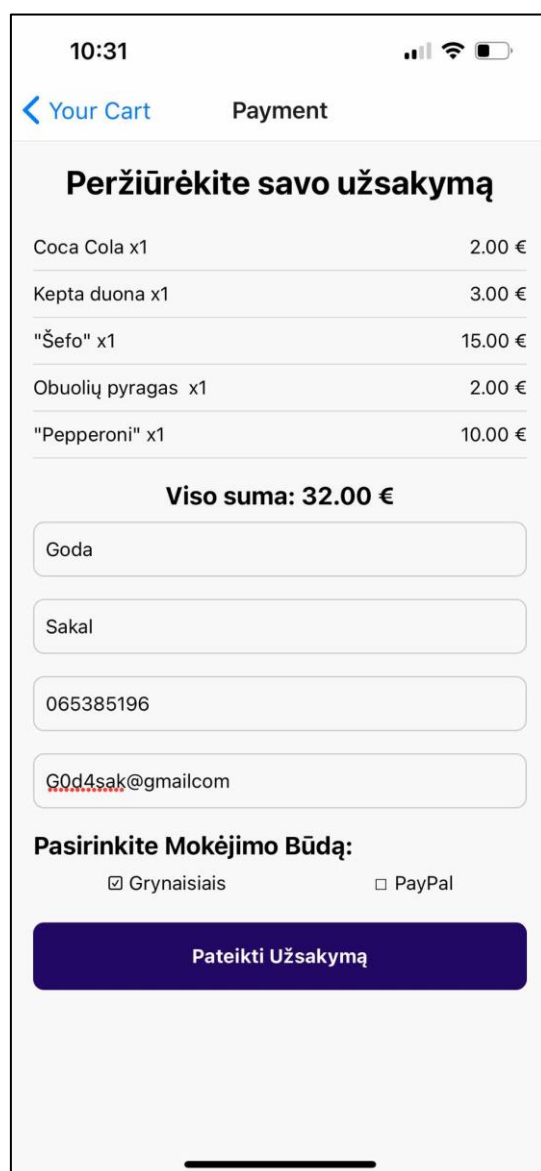 10:31
Your Cart Payment
Peržiūrėkite savo užsakymą
Coca Cola x1 2.00 €
Kepta duona x1 3.00 €
"Šefo" x1 15.00 €
Obuolių pyragas x1 2.00 €
"Pepperoni" x1 10.00 €
Viso suma: 32.00 €
Goda
Sakal
065385196
G0d4sak@gmailcom
Pasirinkite Mokėjimo Būdą:
☑ Grynaisiais ☐ PayPal
Pateikti Užsakymą